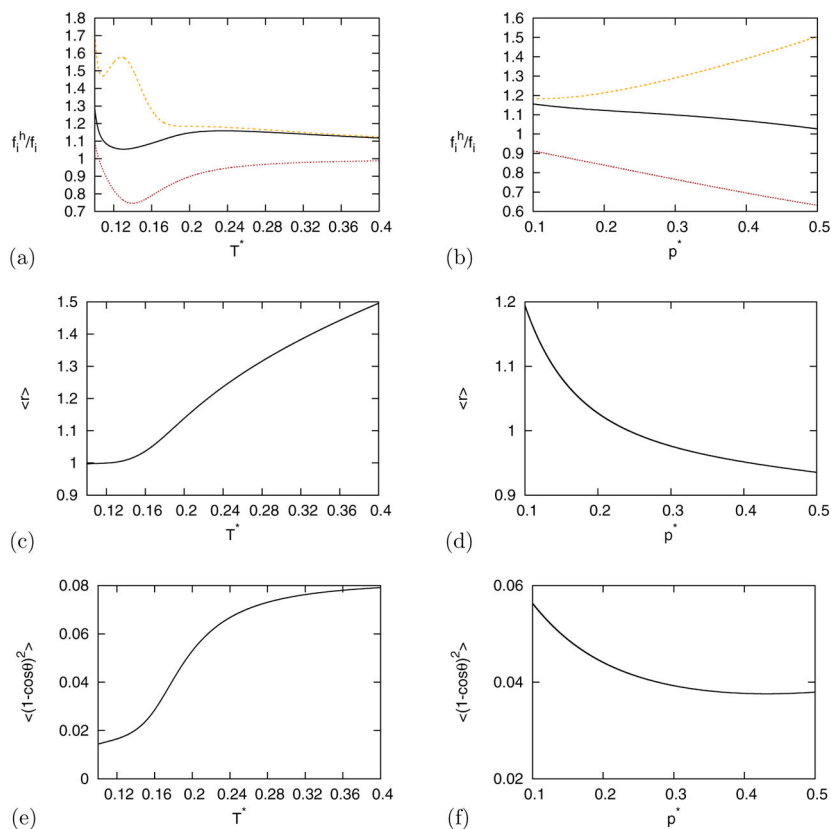 1.8
1.7
1.6
1.5
1.4
1.3
1.2
1.1
1
0.9
0.8
0.7
f_i^h/f_i
0.12 0.16 0.2 0.24 0.28 0.32 0.36 0.4
T*
(a)
1.6
1.5
1.4
1.3
1.2
1.1
1
0.9
0.8
0.7
0.6
f_i^h/f_i
0.1 0.2 0.3 0.4 0.5
p*
(b)
1.5
1.4
1.3
1.2
1.1
1
0.9
<r>
0.12 0.16 0.2 0.24 0.28 0.32 0.36 0.4
T*
(c)
1.2
1.1
1
0.9
<r>
0.1 0.2 0.3 0.4 0.5
p*
(d)
0.08
0.06
0.04
0.02
0
<(1-cosθ)²>
0.12 0.16 0.2 0.24 0.28 0.32 0.36 0.4
T*
(e)
0.06
0.04
0.02
<(1-cosθ)²>
0.1 0.2 0.3 0.4 0.5
p*
(f)